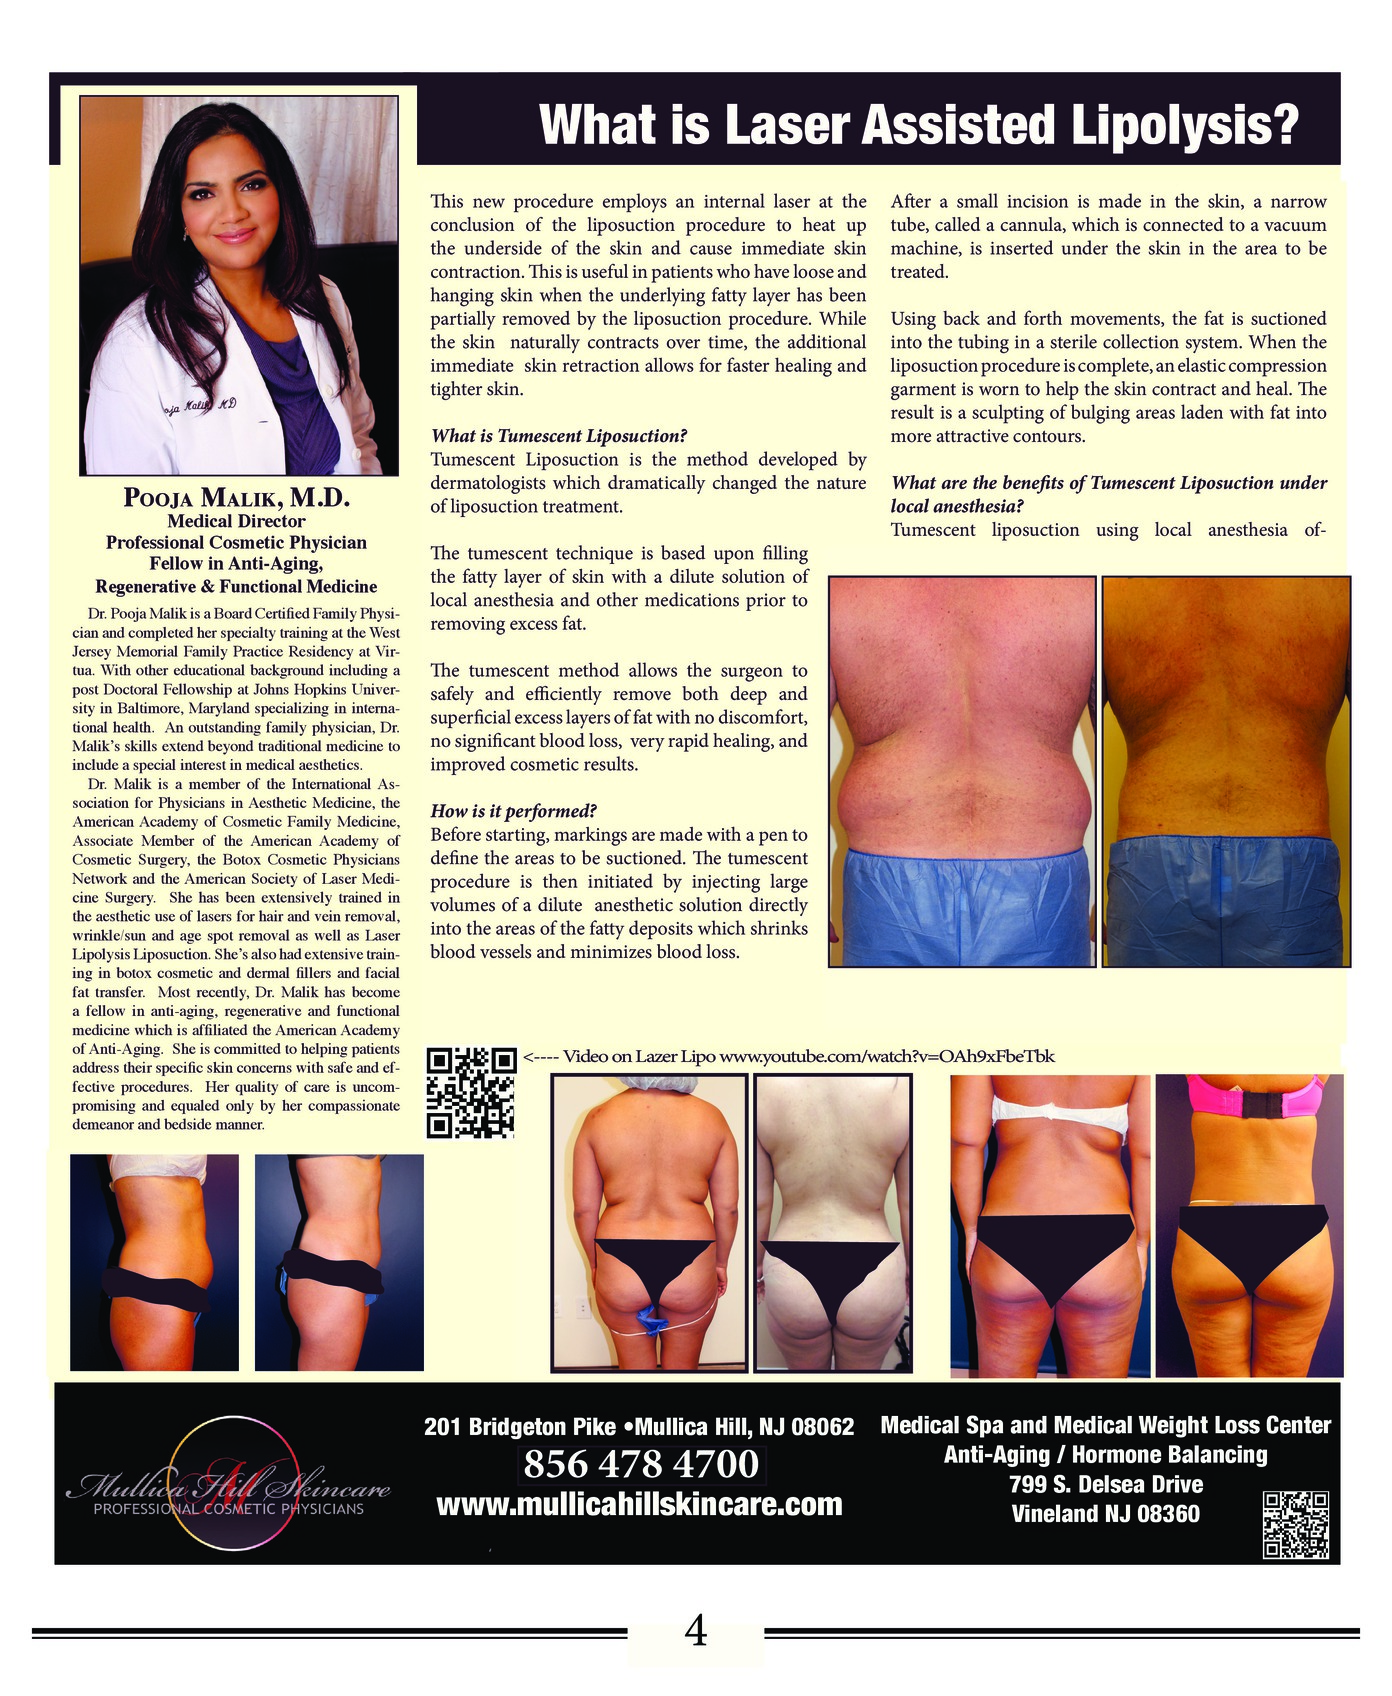 What is Laser Assisted Lipolysis?
oja Malik, MD
POOJA MALIK, M.D.
Medical Director
Professional Cosmetic Physician
Fellow in Anti-Aging,
Regenerative & Functional Medicine
Dr. Pooja Malik is a Board Certified Family Physi-
cian and completed her specialty training at the West
Jersey Memorial Family Practice Residency at Vir-
tua. With other educational background including a
post Doctoral Fellowship at Johns Hopkins Univer-
sity in Baltimore, Maryland specializing in interna-
tional health. An outstanding family physician, Dr.
Malik's skills extend beyond traditional medicine to
include a special interest in medical aesthetics.
Dr. Malik is a member of the International As-
sociation for Physicians in Aesthetic Medicine, the
American Academy of Cosmetic Family Medicine,
Associate Member of the American Academy of
Cosmetic Surgery, the Botox Cosmetic Physicians
Network and the American Society of Laser Medi-
cine Surgery. She has been extensively trained in
the aesthetic use of lasers for hair and vein removal,
wrinkle/sun and age spot removal as well as Laser
Lipolysis Liposuction. She's also had extensive train-
ing in botox cosmetic and dermal fillers and facial
fat transfer. Most recently, Dr. Malik has become
a fellow in anti-aging, regenerative and functional
medicine which is affiliated the American Academy
of Anti-Aging. She is committed to helping patients
address their specific skin concerns with safe and ef-
fective procedures. Her quality of care is uncom-
promising and equaled only by her compassionate
demeanor and bedside manner.
This new procedure employs an internal laser at the
conclusion of the liposuction procedure to heat up
the underside of the skin and cause immediate skin
contraction. This is useful in patients who have loose and
hanging skin when the underlying fatty layer has been
partially removed by the liposuction procedure. While
the skin naturally contracts over time, the additional
immediate skin retraction allows for faster healing and
tighter skin.
What is Tumescent Liposuction?
Tumescent Liposuction is the method developed by
dermatologists which dramatically changed the nature
of liposuction treatment.
The tumescent technique is based upon filling
the fatty layer of skin with a dilute solution of
local anesthesia and other medications prior to
removing excess fat.
The tumescent method allows the surgeon to
safely and efficiently remove both deep and
superficial excess layers of fat with no discomfort,
no significant blood loss, very rapid healing, and
improved cosmetic results.
How is it performed?
Before starting, markings are made with a pen to
define the areas to be suctioned. The tumescent
procedure is then initiated by injecting large
volumes of a dilute anesthetic solution directly
into the areas of the fatty deposits which shrinks
blood vessels and minimizes blood loss.
After a small incision is made in the skin, a narrow
tube, called a cannula, which is connected to a vacuum
machine, is inserted under the skin in the area to be
treated.
Using back and forth movements, the fat is suctioned
into the tubing in a sterile collection system. When the
liposuction procedure is complete, an elastic compression
garment is worn to help the skin contract and heal. The
result is a sculpting of bulging areas laden with fat into
more attractive contours.
What are the benefits of Tumescent Liposuction under
local anesthesia?
Tumescent liposuction using local anesthesia of-
<---- Video on Lazer Lipo www.youtube.com/watch?v=OAh9xFbeTbk
Mullica Hill Skincare
PROFESSIONAL COSMETIC PHYSICIANS
201 Bridgeton Pike •Mullica Hill, NJ 08062
856 478 4700
www.mullicahillskincare.com
Medical Spa and Medical Weight Loss Center
Anti-Aging / Hormone Balancing
799 S. Delsea Drive
Vineland NJ 08360
4